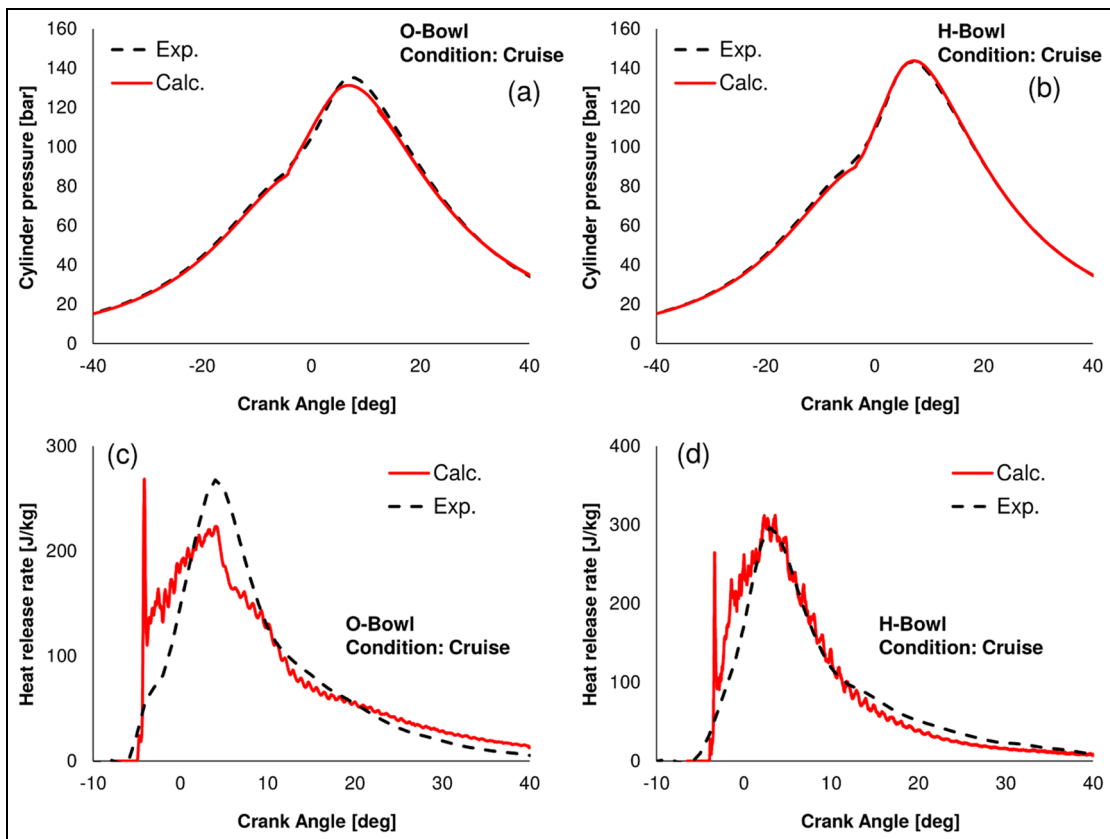 O-Bowl
Condition: Cruise
Exp.
Calc.
(a)
160
140
120
100
80
60
40
20
0
-40
-20
0
20
40
Cylinder pressure [bar]
Crank Angle [deg]
H-Bowl
Condition: Cruise
Exp.
Calc.
(b)
160
140
120
100
80
60
40
20
0
-40
-20
0
20
40
Cylinder pressure [bar]
Crank Angle [deg]
(c)
Calc.
Exp.
O-Bowl
Condition: Cruise
300
200
100
0
-10
0
10
20
30
40
Heat release rate [J/kg]
Crank Angle [deg]
(d)
Calc.
Exp.
H-Bowl
Condition: Cruise
400
300
200
100
0
-10
0
10
20
30
40
Heat release rate [J/kg]
Crank Angle [deg]